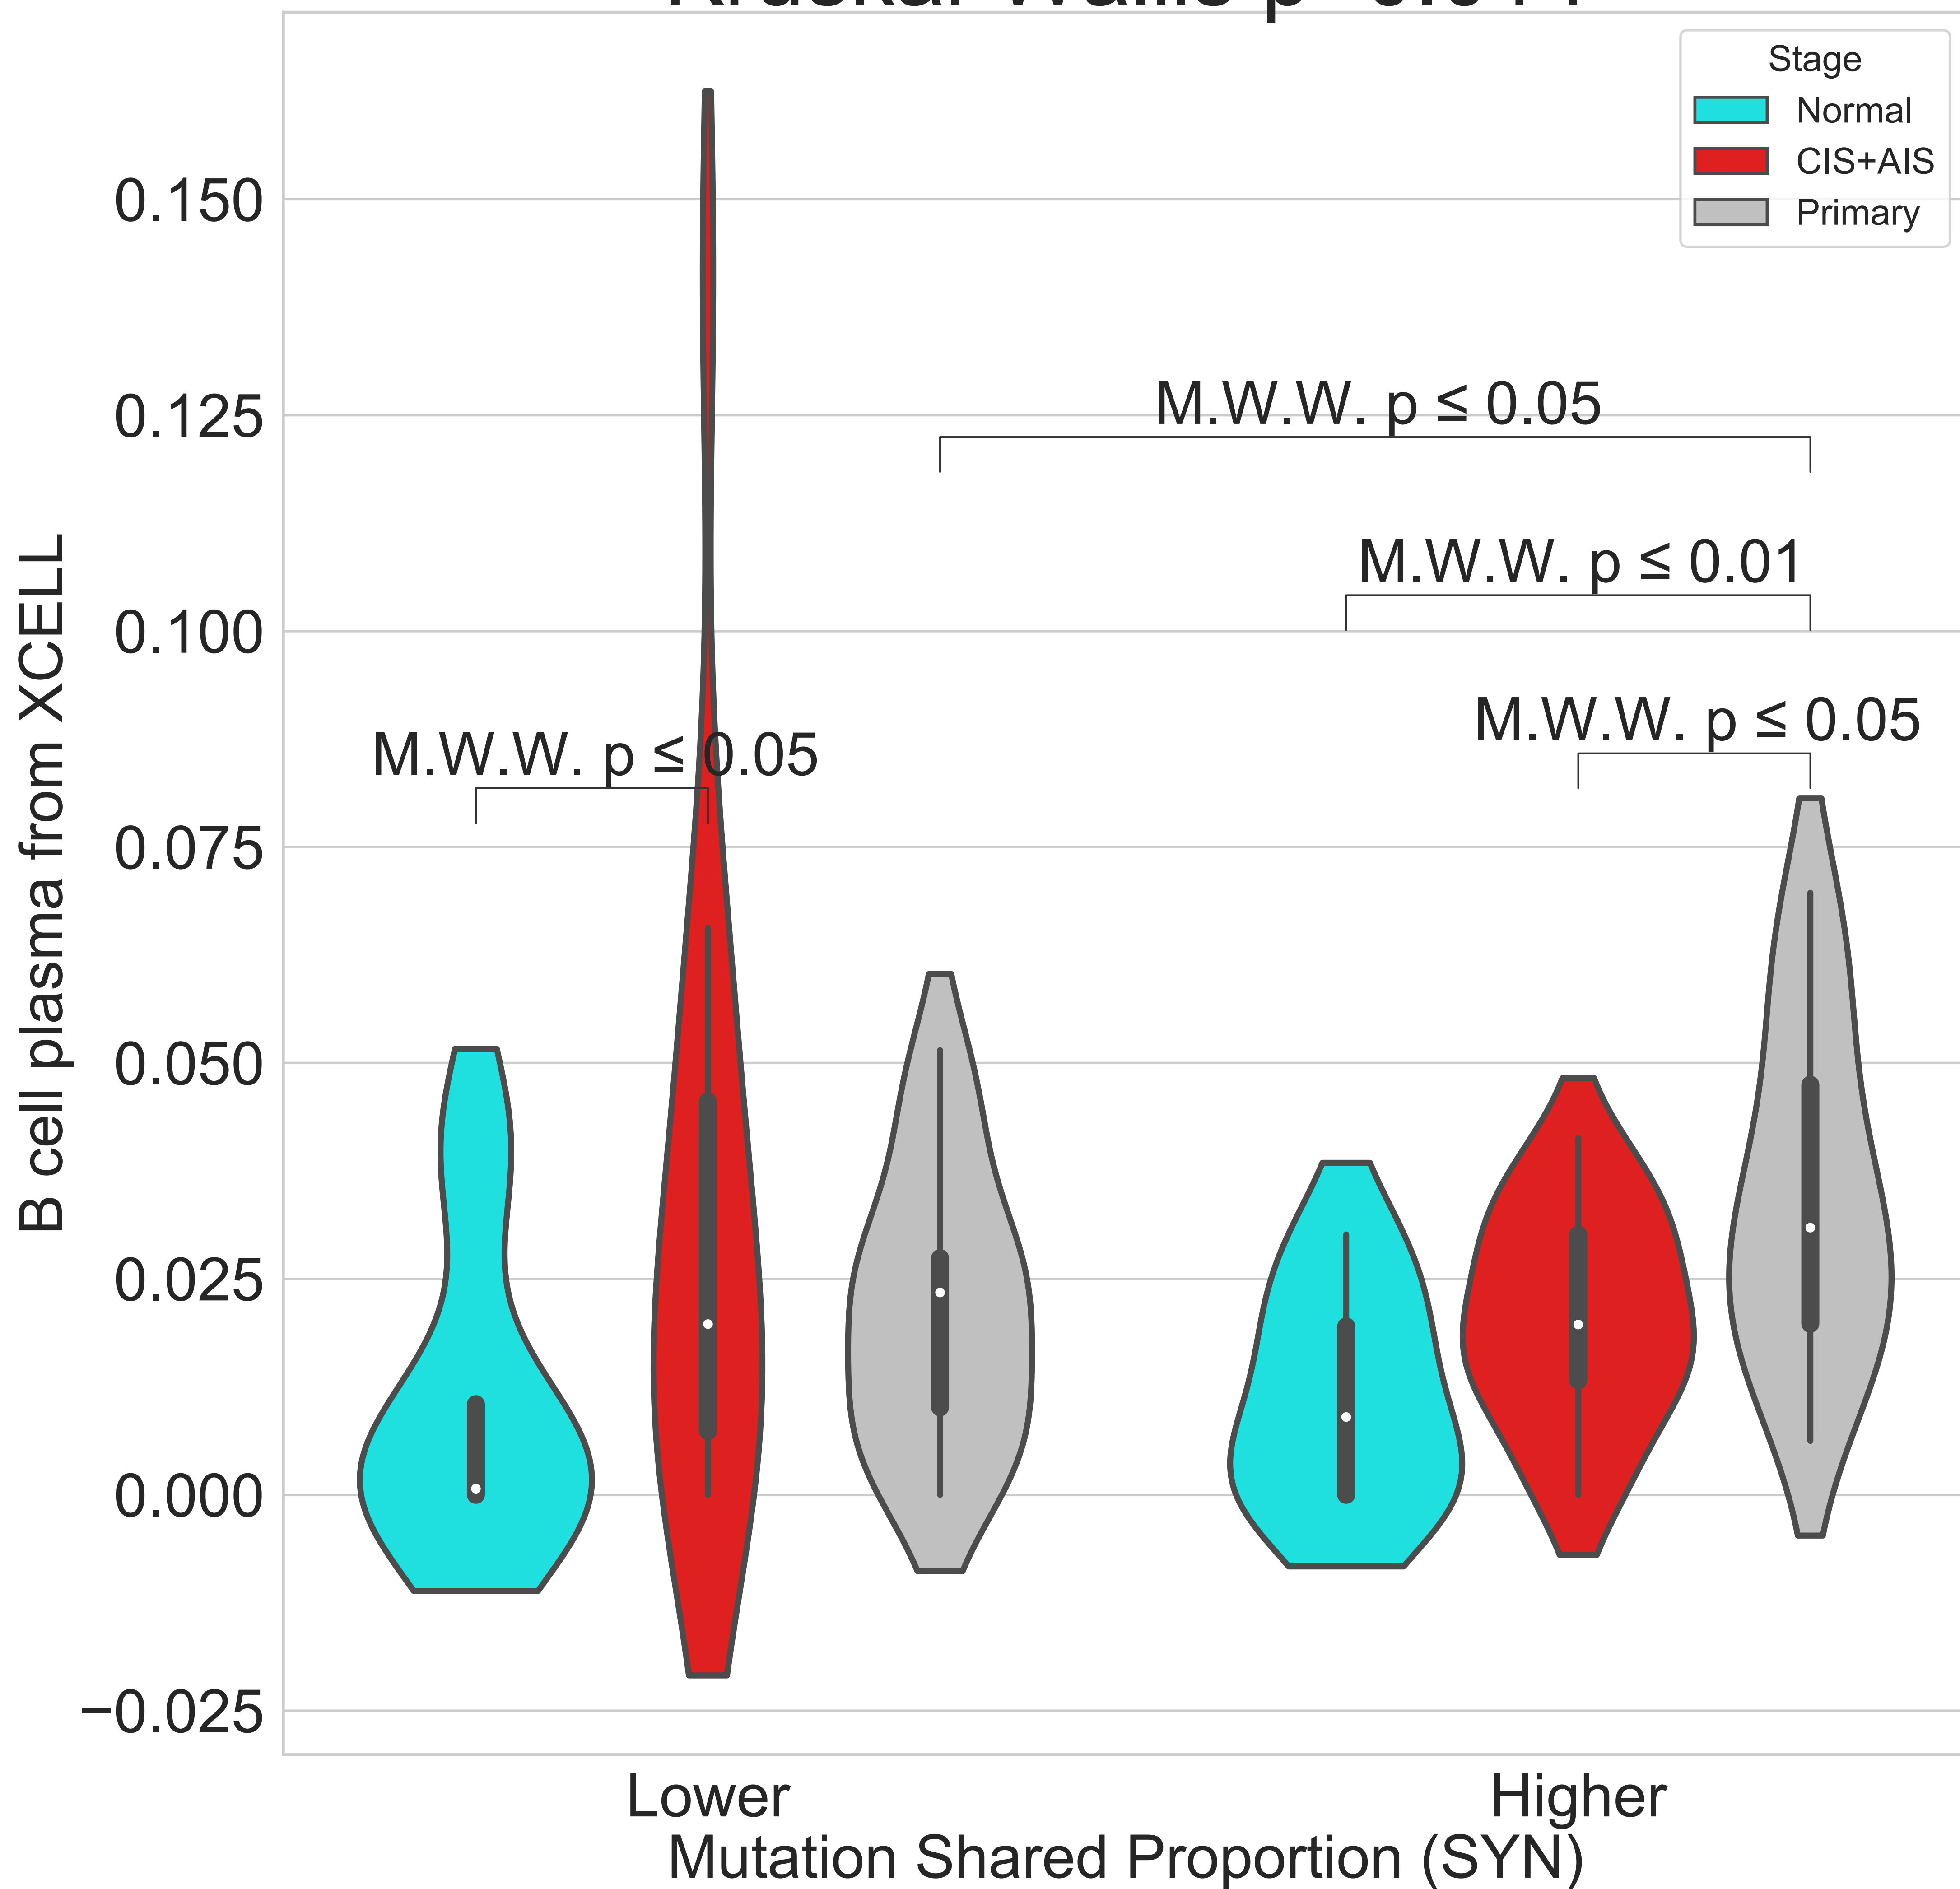 Stage
Normal
CIS+AIS
Primary
0.150
0.125
0.100
0.075
0.050
0.025
0.000
−0.025
B cell plasma from XCELL
M.W.W. p ≤ 0.05
M.W.W. p ≤ 0.01
M.W.W. p ≤ 0.05
M.W.W. p ≤ 0.05
Lower
Higher
Mutation Shared Proportion (SYN)